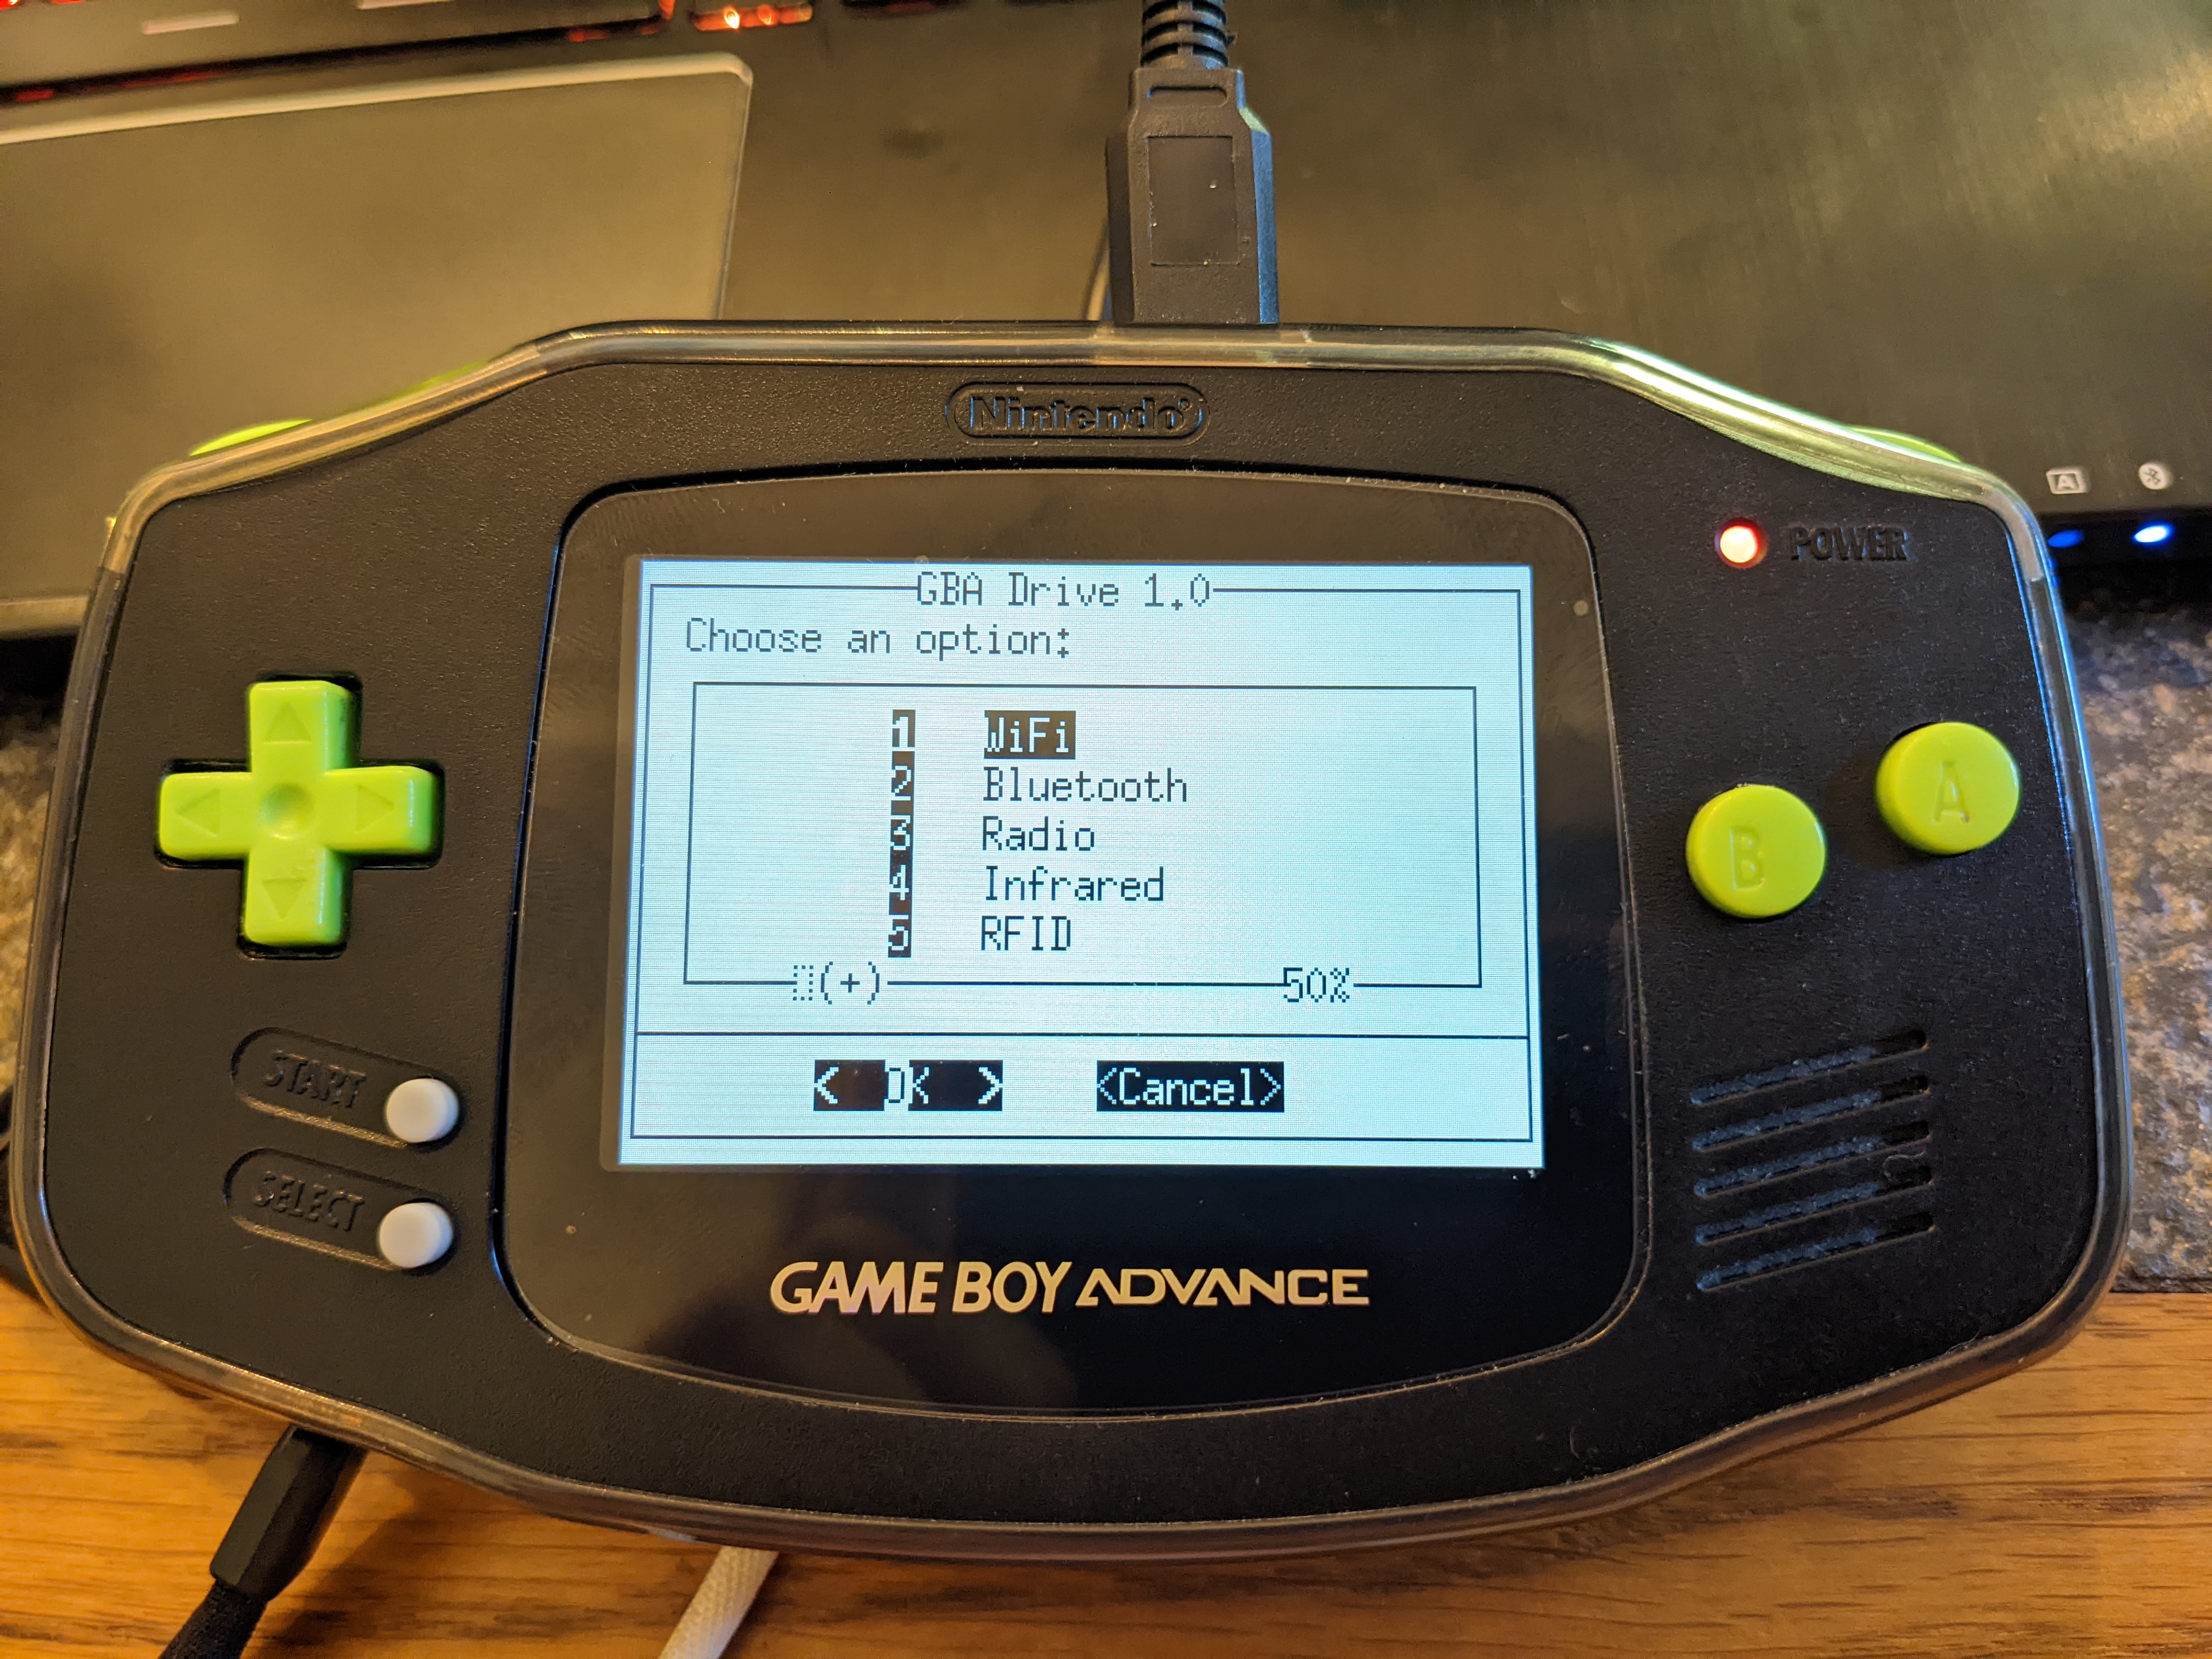 Nintendo®
POWER
A
GBA Drive 1.0
Choose an option:
1 WiFi
2 Bluetooth
3 Radio
4 Infrared
5 RFID
(+) 50%
< OK > <Cancel>
A
B
START
SELECT
GAME BOY ADVANCE